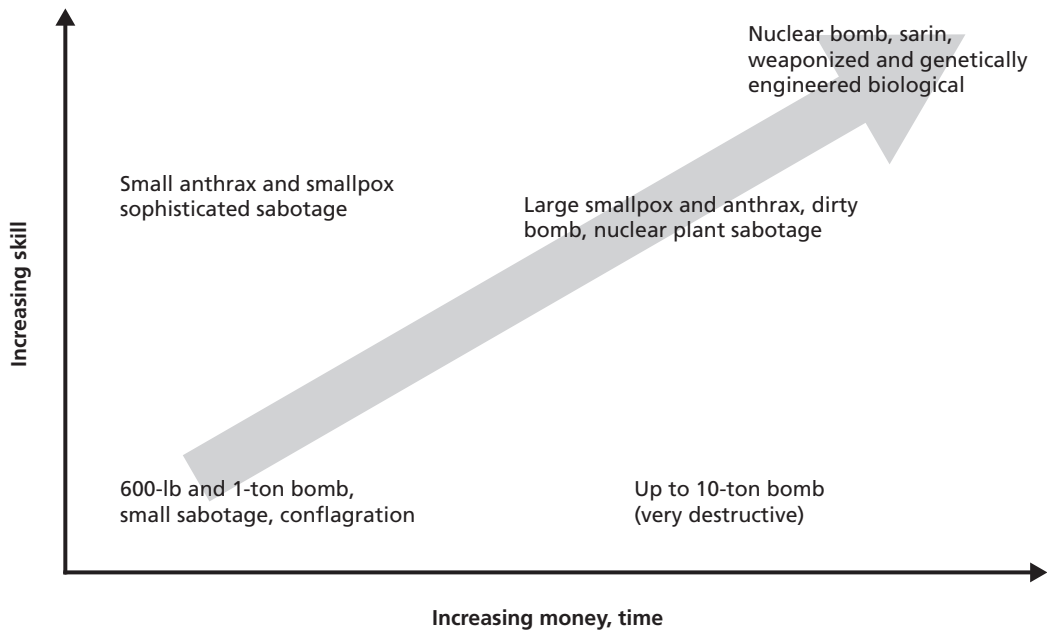 Nuclear bomb, sarin,
weaponized and genetically
engineered biological
Small anthrax and smallpox
sophisticated sabotage
Large smallpox and anthrax, dirty
bomb, nuclear plant sabotage
Increasing skill
600-lb and 1-ton bomb,
small sabotage, conflagration
Up to 10-ton bomb
(very destructive)
Increasing money, time